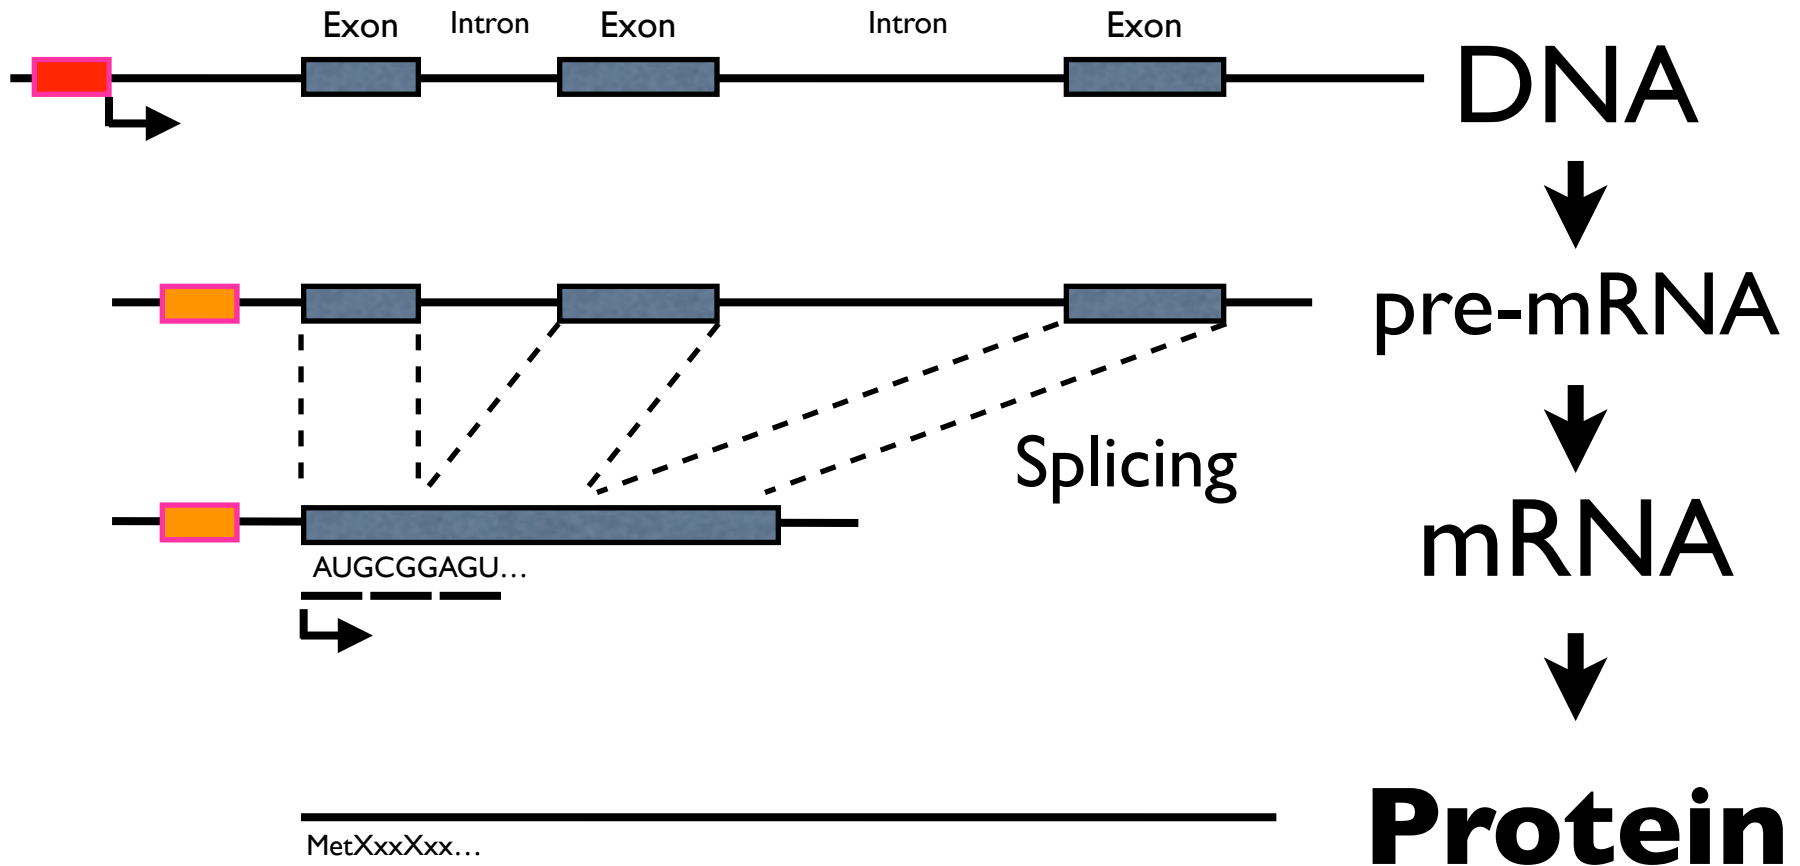 Exon Intron Exon Intron Exon
DNA
pre-mRNA
Splicing
mRNA
AUGCGGAGU...
Protein
MetXxxXxx...